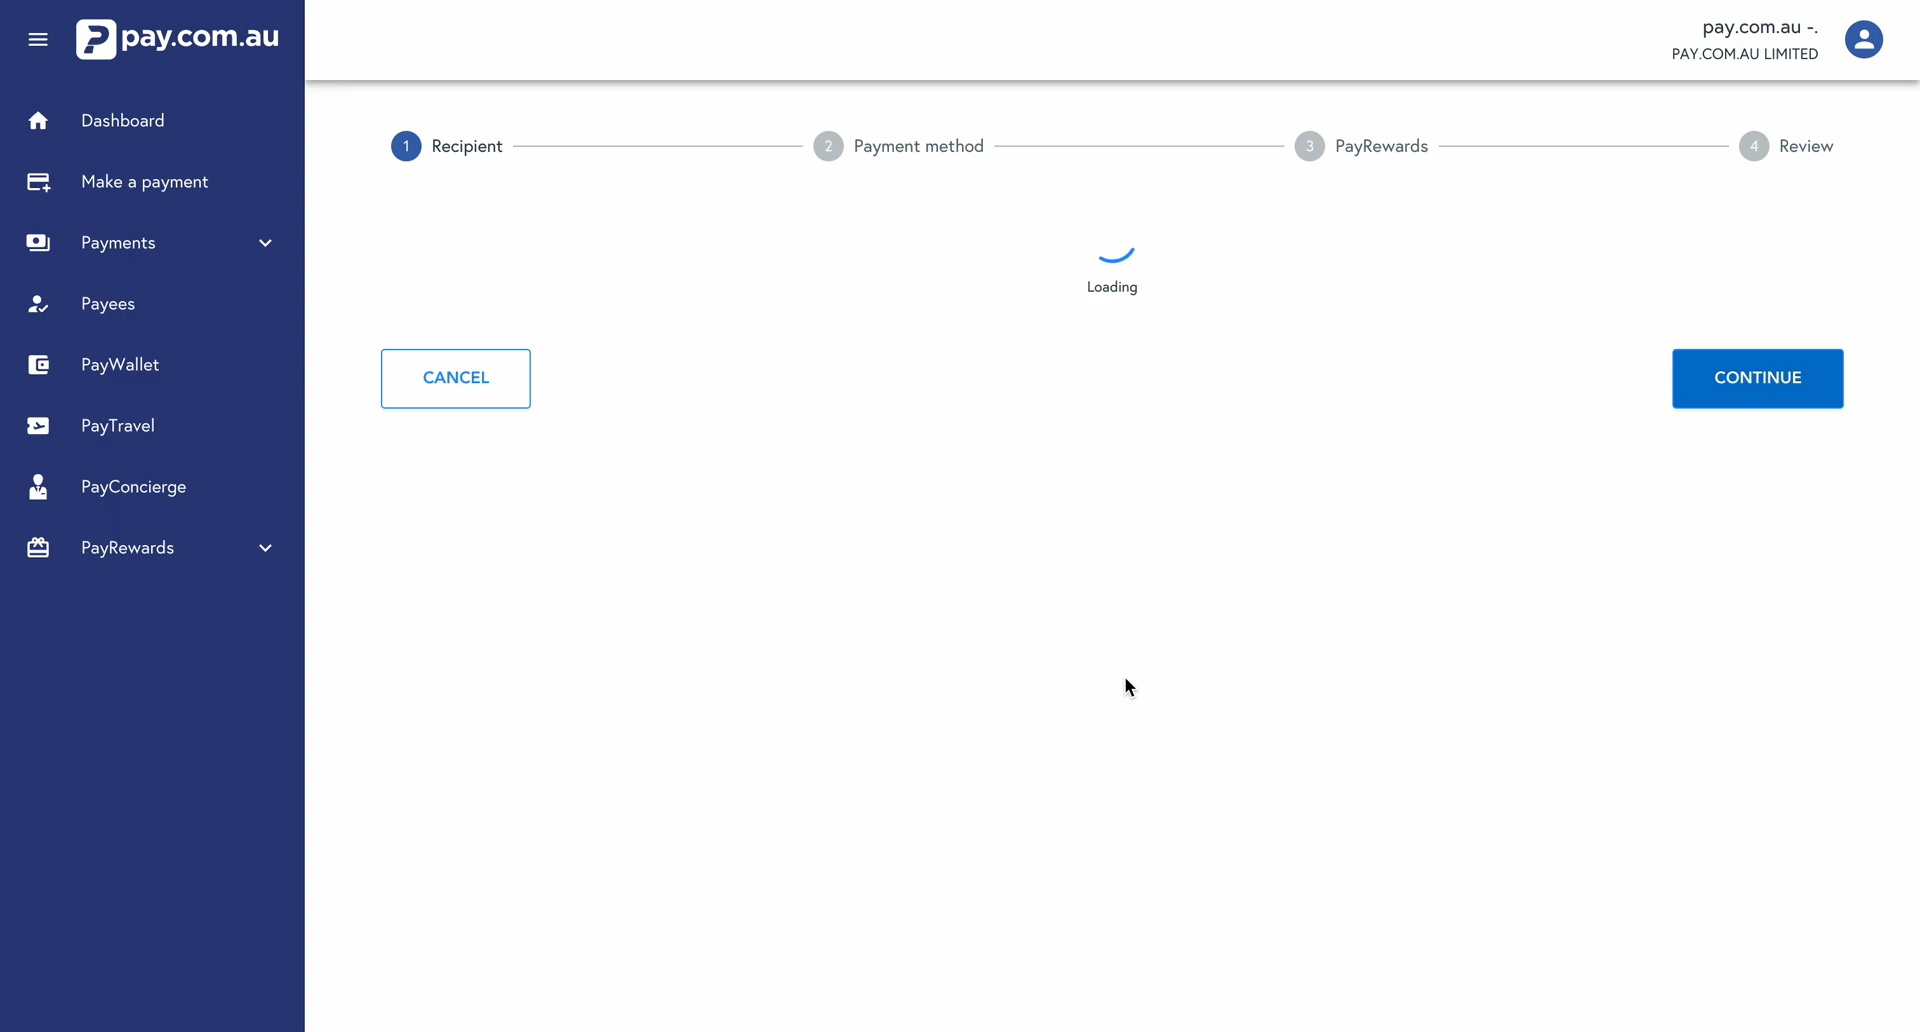 pay.com.au
pay.com.au -.
PAY.COM.AU LIMITED
Dashboard
Make a payment
Payments
Payees
PayWallet
PayTravel
PayConcierge
PayRewards
1 Recipient
2 Payment method
3 PayRewards
4 Review
Loading
CANCEL
CONTINUE